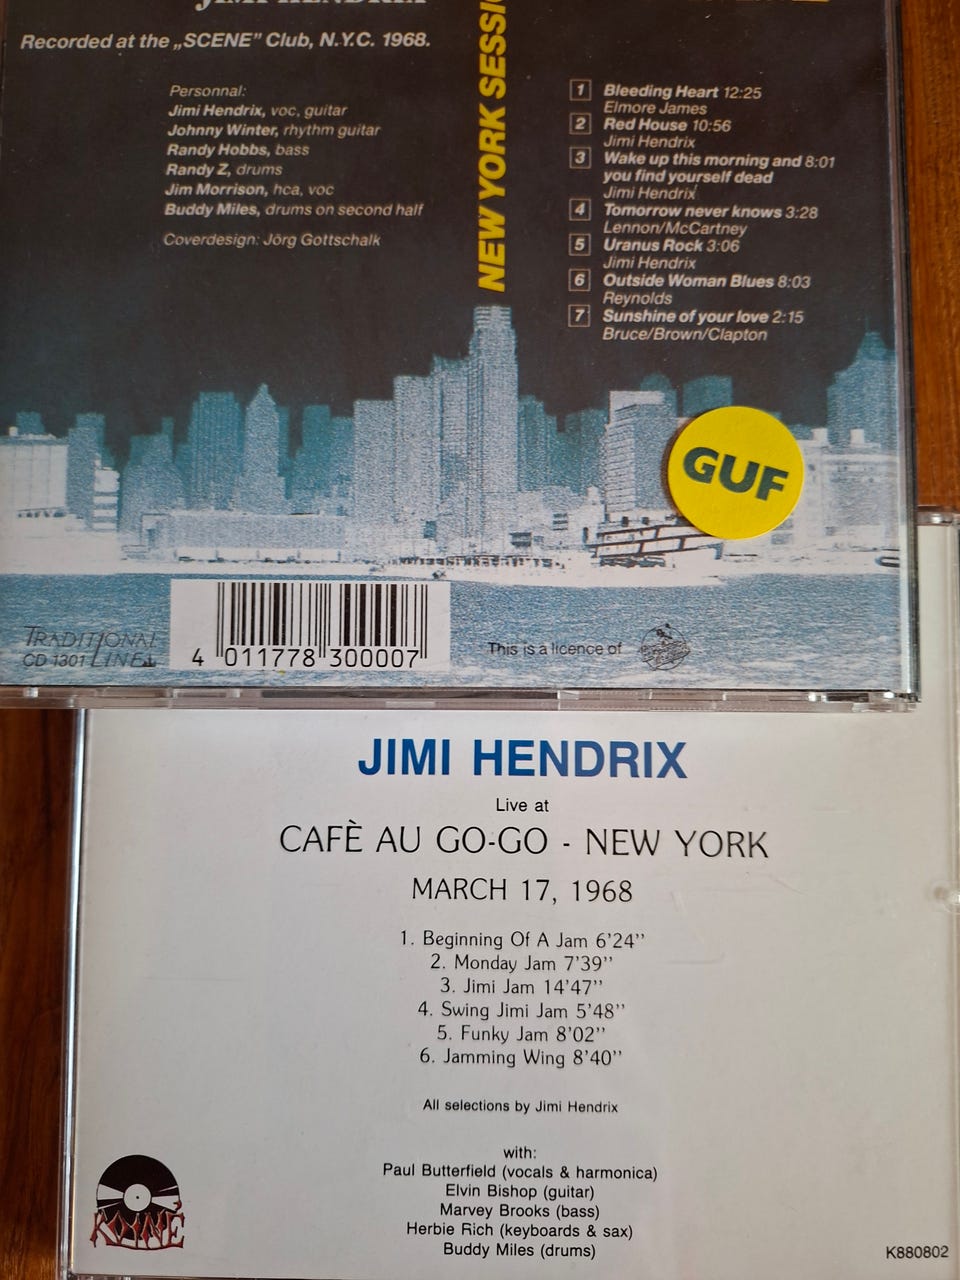 JIMI HENDRIX
Recorded at the „SCENE” Club, N.Y.C. 1968.
Personnal:
Jimi Hendrix, voc, guitar
Johnny Winter, rhythm guitar
Randy Hobbs, bass
Randy Z, drums
Jim Morrison, hca, voc
Buddy Miles, drums on second half
Coverdesign: Jörg Gottschalk
NEW YORK SESSIO
1 Bleeding Heart 12:25
Elmore James
2 Red House 10:56
Jimi Hendrix
3 Wake up this morning and 8:01
you find yourself dead
Jimi Hendrix
4 Tomorrow never knows 3:28
Lennon/McCartney
5 Uranus Rock 3:06
Jimi Hendrix
6 Outside Woman Blues 8:03
Reynolds
7 Sunshine of your love 2:15
Bruce/Brown/Clapton
GUF
TRADITIONAL
CD 1301 LINE
4 011778 300007
This is a licence of
JIMI HENDRIX
Live at
CAFÈ AU GO-GO - NEW YORK
MARCH 17, 1968
1. Beginning Of A Jam 6'24''
2. Monday Jam 7'39''
3. Jimi Jam 14'47''
4. Swing Jimi Jam 5'48''
5. Funky Jam 8'02''
6. Jamming Wing 8'40''
All selections by Jimi Hendrix
with:
Paul Butterfield (vocals & harmonica)
Elvin Bishop (guitar)
Marvey Brooks (bass)
Herbie Rich (keyboards & sax)
Buddy Miles (drums)
KOINÈ
K880802